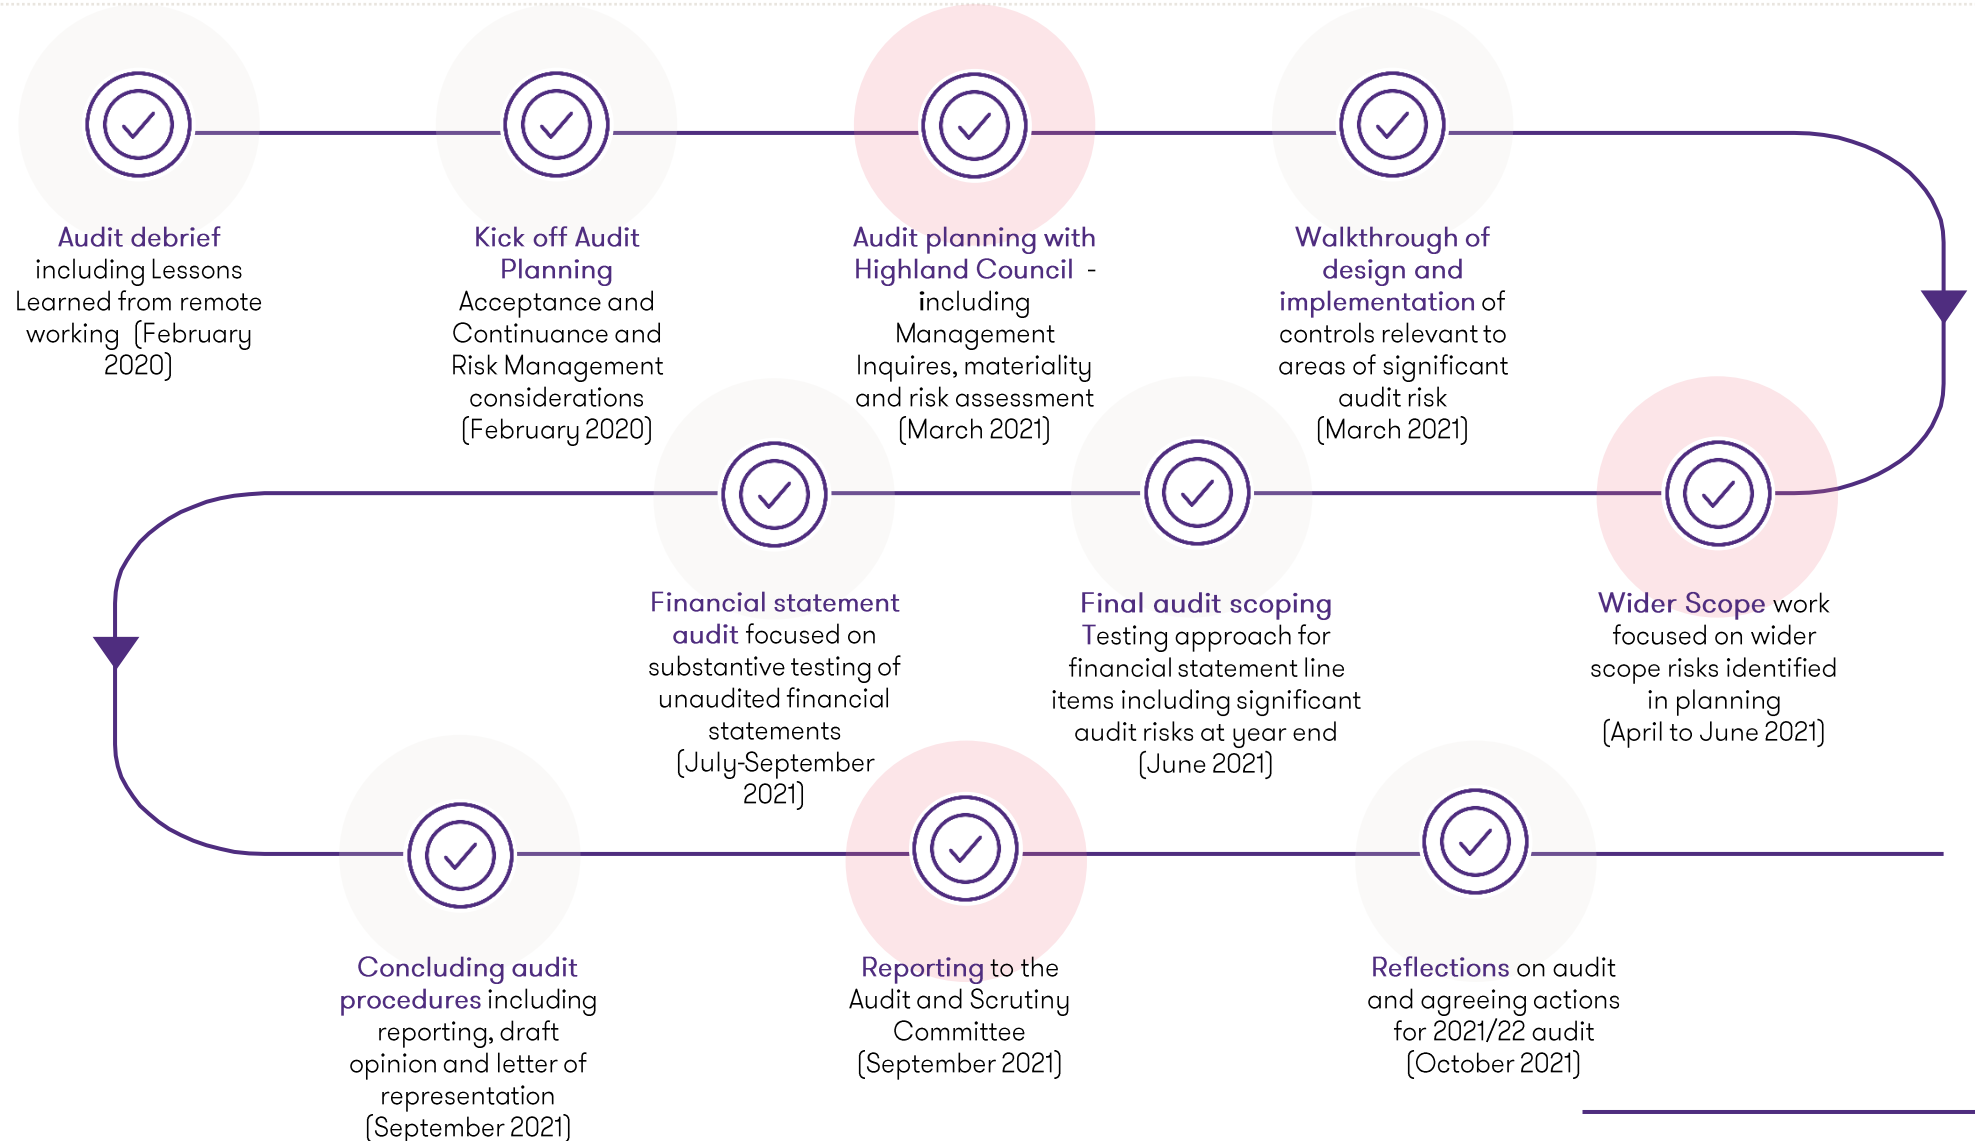 Audit debrief
including Lessons
Learned from remote
working (February
2020)
Kick off Audit
Planning
Acceptance and
Continuance and
Risk Management
considerations
(February 2020)
Audit planning with
Highland Council -
including
Management
Inquires, materiality
and risk assessment
(March 2021)
Walkthrough of
design and
implementation of
controls relevant to
areas of significant
audit risk
(March 2021)
Wider Scope work
focused on wider
scope risks identified
in planning
(April to June 2021)
Final audit scoping
Testing approach for
financial statement line
items including significant
audit risks at year end
(June 2021)
Financial statement
audit focused on
substantive testing of
unaudited financial
statements
(July-September
2021)
Concluding audit
procedures including
reporting, draft
opinion and letter of
representation
(September 2021)
Reporting to the
Audit and Scrutiny
Committee
(September 2021)
Reflections on audit
and agreeing actions
for 2021/22 audit
(October 2021)